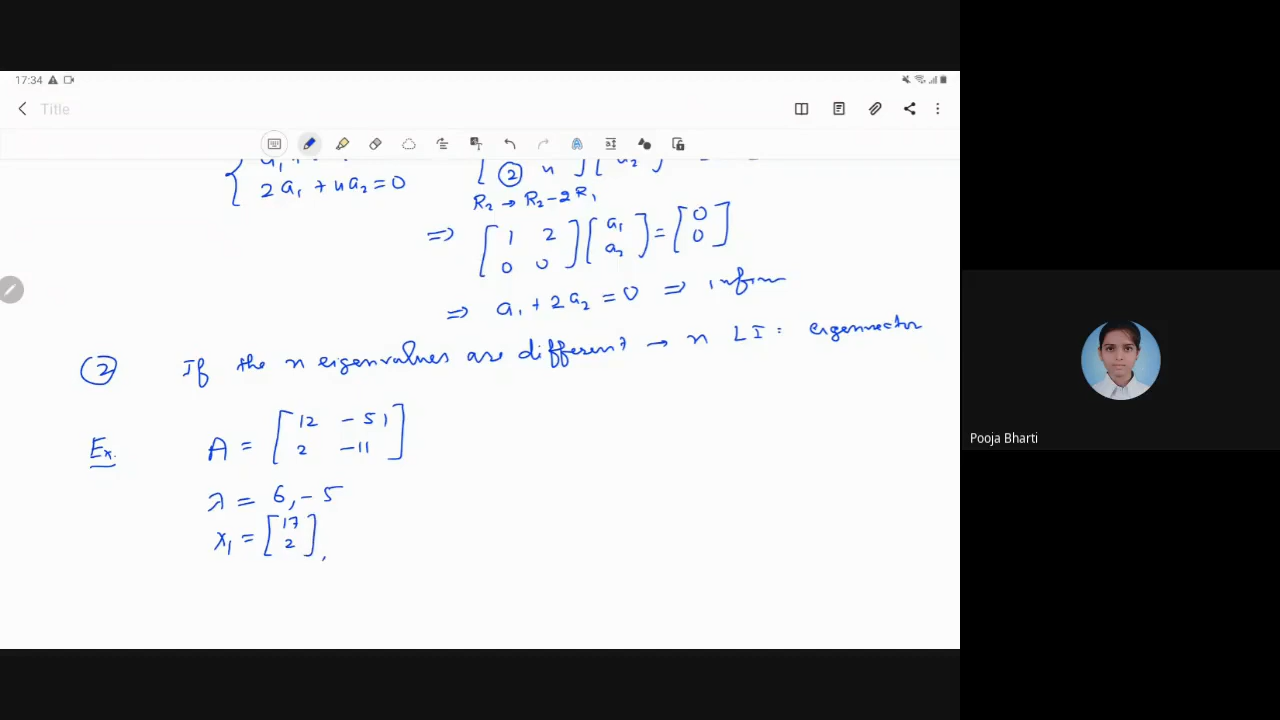 17:34
Title
2a₁ + 4a₂ = 0
R₂ → R₂ - 2R₁
⇒ [1 2; 0 0] [a₁; a₂] = [0; 0]
⇒ a₁ + 2a₂ = 0 ⇒ infin
② If the n eigenvalues are different → n LI: eigenvector
Ex. A = [12 -51; 2 -11]
λ = 6, -5
x₁ = [17; 2],
Pooja Bharti